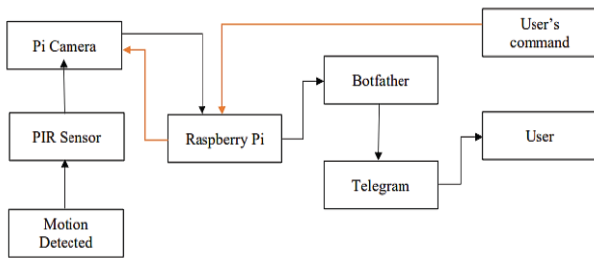 Pi Camera
User's
command
Botfather
PIR Sensor
Raspberry Pi
User
Telegram
Motion
Detected